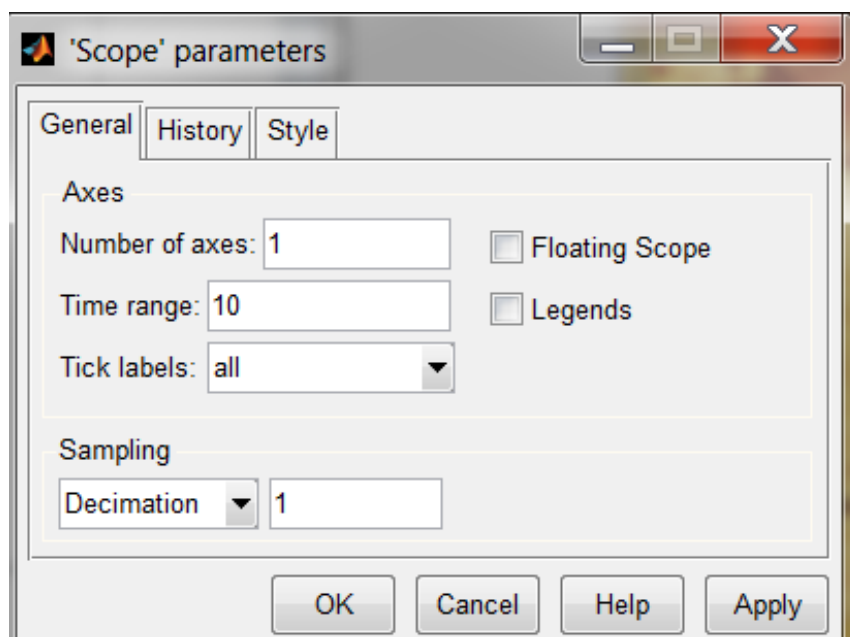 'Scope' parameters
General History Style
Axes
Number of axes: 1 Floating Scope
Time range: 10 Legends
Tick labels: all
Sampling
Decimation 1
OK Cancel Help Apply